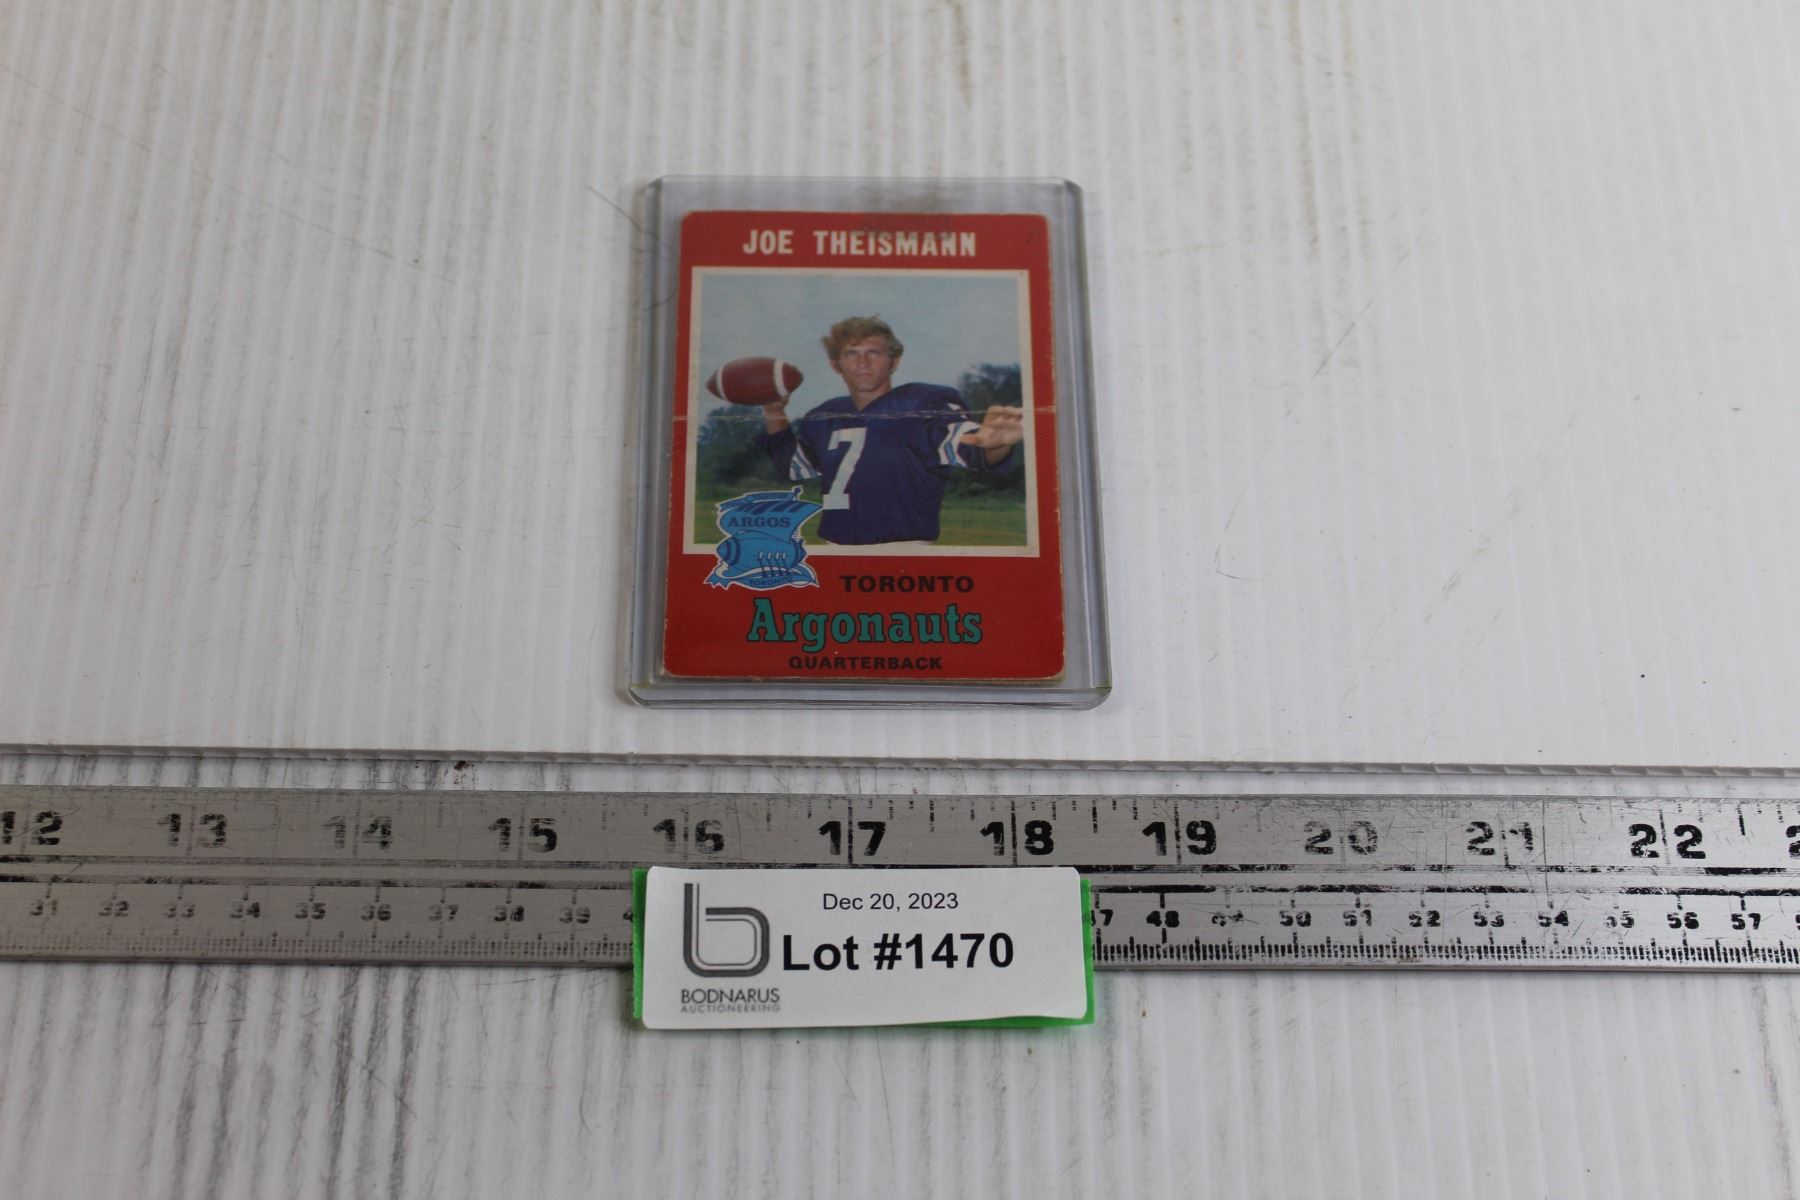 JOE THEISMANN
7
ARGOS
TORONTO
TORONTO
Argonauts
QUARTERBACK
12 13 14 15 16 17 18 19 20 21 22
31 32 33 34 35 36 37 38 39 47 48 49 50 51 52 53 54 55 56 57
Dec 20, 2023
Lot #1470
BODNARUS
AUCTIONEERING